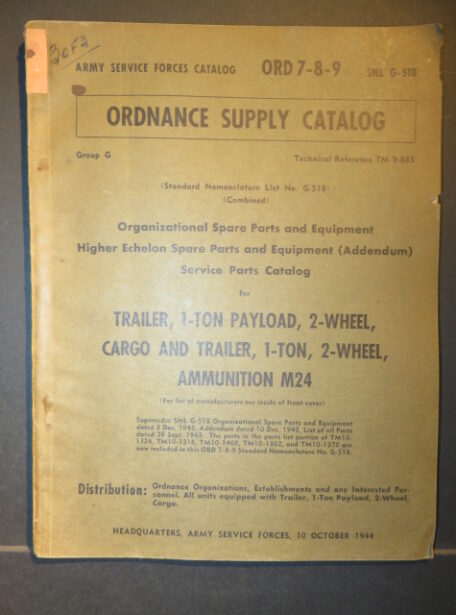 2 of 2
ARMY SERVICE FORCES CATALOG ORD 7-8-9 SNL G-518
ORDNANCE SUPPLY CATALOG
Group G Technical Reference TM 9-883
(Standard Nomenclature List No. G-518)
(Combined)
Organizational Spare Parts and Equipment
Higher Echelon Spare Parts and Equipment (Addendum)
Service Parts Catalog
for
TRAILER, 1-TON PAYLOAD, 2-WHEEL,
CARGO AND TRAILER, 1-TON, 2-WHEEL,
AMMUNITION M24
(For list of manufacturers see inside of front cover)
Supersedes SNL G-518 Organizational Spare Parts and Equipment
dated 3 Dec. 1943, Addendum dated 10 Dec. 1943, List of all Parts
dated 28 Sept. 1943. The parts in the parts list portion of TM10-
1324, TM10-1318, TM10-1468, TM10-1362, and TM10-1370 are
now included in this ORD 7-8-9 Standard Nomenclature No. G-518.
Distribution: Ordnance Organizations, Establishments and any Interested Per-
sonnel. All units equipped with Trailer, 1-Ton Payload, 2-Wheel,
Cargo.
HEADQUARTERS, ARMY SERVICE FORCES, 10 OCTOBER 1944